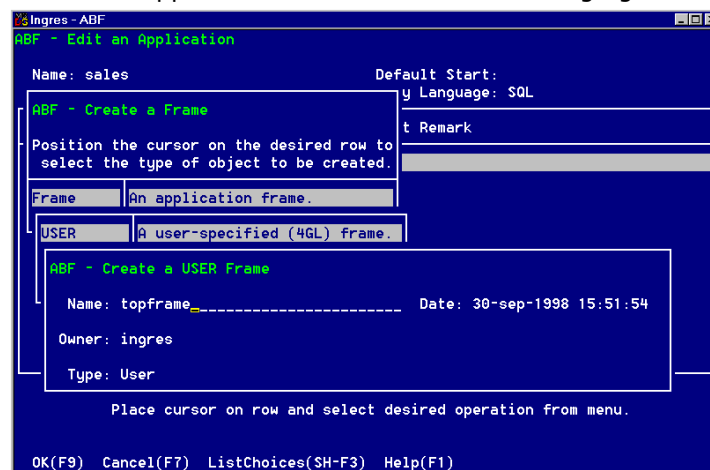 Ingres - ABF
ABF - Edit an Application
Name: sales Default Start:
y Language: SQL
ABF - Create a Frame
t Remark
Position the cursor on the desired row to
select the type of object to be created.
Frame An application frame.
USER A user-specified (4GL) frame.
ABF - Create a USER Frame
Name: topframe Date: 30-sep-1998 15:51:54
Owner: ingres
Type: User
Place cursor on row and select desired operation from menu.
OK(F9) Cancel(F7) ListChoices(SH-F3) Help(F1)